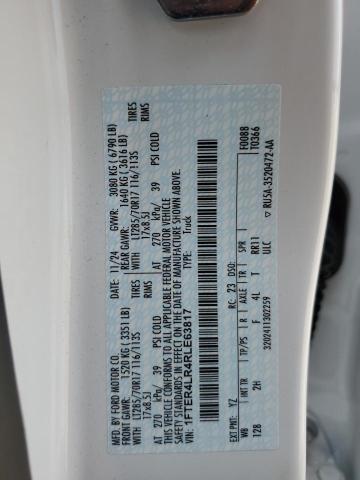 MFD. BY FORD MOTOR CO. DATE: 11/24 GVWR: 3080 KG ( 6790 LB)
FRONT GAWR: 1520 KG ( 3351 LB) REAR GAWR: 1640 KG ( 3616 LB)
WITH LT285/70R17 116/113S TIRES WITH LT285/70R17 116/113S TIRES
17x8.5J RIMS 17x8.5J RIMS
AT 270 kPa/ 39 PSI COLD AT 270 kPa/ 39 PSI COLD
THIS VEHICLE CONFORMS TO ALL APPLICABLE FEDERAL MOTOR VEHICLE
SAFETY STANDARDS IN EFFECT ON THE DATE OF MANUFACTURE SHOWN ABOVE.
VIN: 1FTER4LR4RLE63817
TYPE: Truck
F0088
T0366
EXT PNT: YZ RC: 23 DSO:
WB INT TR TP/PS R AXLE TR SPR
128 2H F 4L T RR11
ULC
3202411302259 ▽ RU5A-3520472-AA